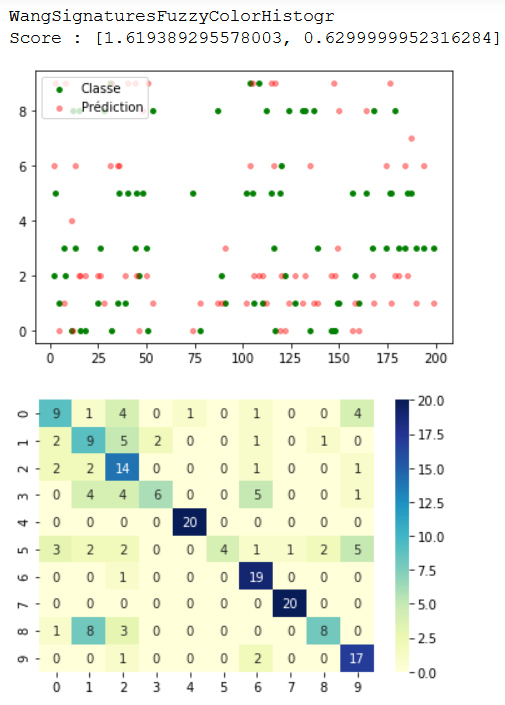 WangSignaturesFuzzyColorHistogr
Score : [1.619389295578003, 0.6299999952316284]
Classe
Prédiction
8
6
4
2
0
0 25 50 75 100 125 150 175 200
0 9 1 4 0 1 0 1 0 0 4
1 2 9 5 2 0 0 1 0 1 0
2 2 2 14 0 0 0 1 0 0 1
3 0 4 4 6 0 0 5 0 0 1
4 0 0 0 0 20 0 0 0 0 0
5 3 2 2 0 0 4 1 1 2 5
6 0 0 1 0 0 0 19 0 0 0
7 0 0 0 0 0 0 0 20 0 0
8 1 8 3 0 0 0 0 0 8 0
9 0 0 1 0 0 0 2 0 0 17
0 1 2 3 4 5 6 7 8 9
20.0
17.5
15.0
12.5
10.0
7.5
5.0
2.5
0.0